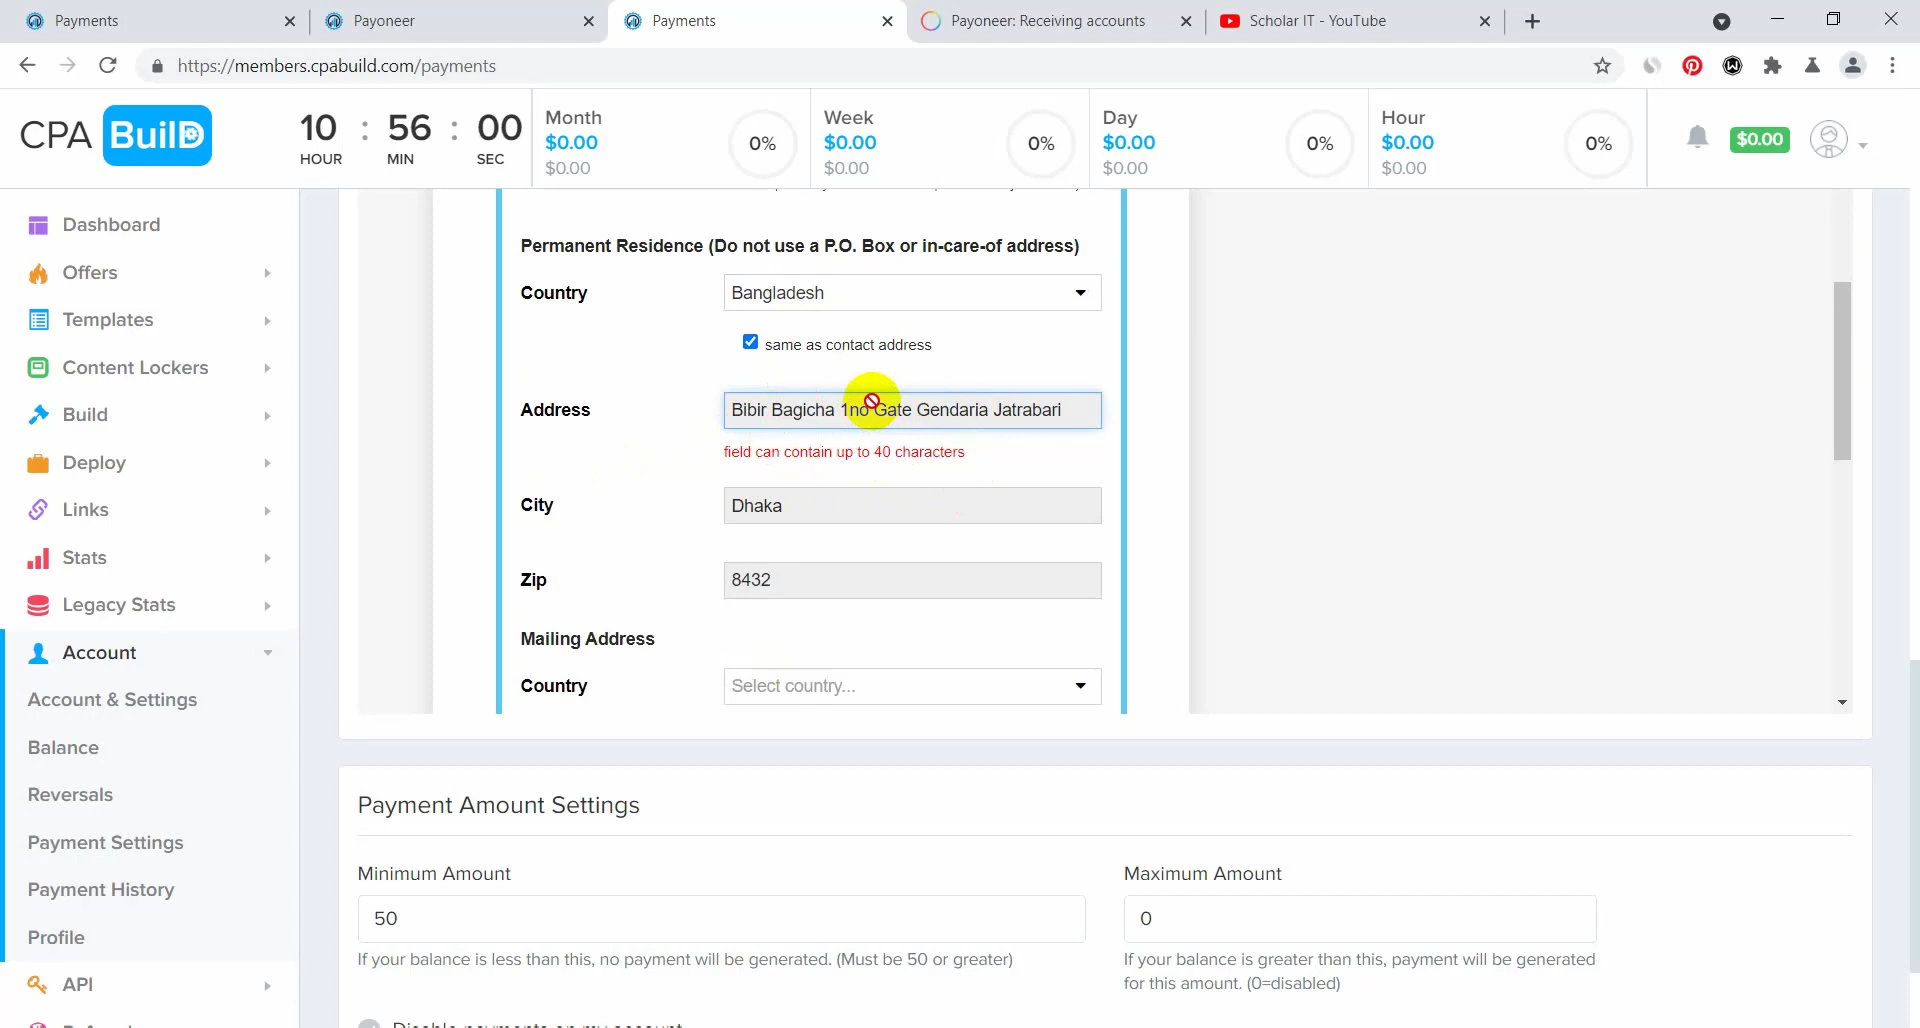 Payments
Payoneer
Payments
Payoneer: Receiving accounts
Scholar IT - YouTube
https://members.cpabuild.com/payments
CPA BuilD
10 : 56 : 00
HOUR MIN SEC
Month
$0.00
$0.00
0%
Week
$0.00
$0.00
0%
Day
$0.00
$0.00
0%
Hour
$0.00
$0.00
0%
$0.00
Dashboard
Offers
Templates
Content Lockers
Build
Deploy
Links
Stats
Legacy Stats
Account
Account & Settings
Balance
Reversals
Payment Settings
Payment History
Profile
API
Permanent Residence (Do not use a P.O. Box or in-care-of address)
Country
Bangladesh
same as contact address
Address
Bibir Bagicha 1no Gate Gendaria Jatrabari
field can contain up to 40 characters
City
Dhaka
Zip
8432
Mailing Address
Country
Select country...
Payment Amount Settings
Minimum Amount
50
If your balance is less than this, no payment will be generated. (Must be 50 or greater)
Maximum Amount
0
If your balance is greater than this, payment will be generated
for this amount. (0=disabled)
Disable payments on my account